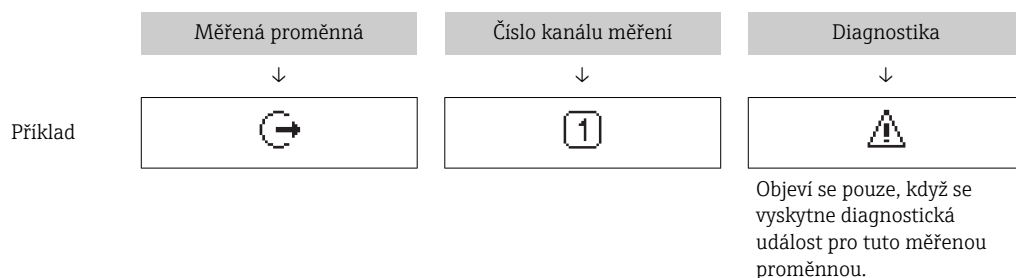 Měřená proměnná
Číslo kanálu měření
Diagnostika
↓
↓
↓
Příklad
1
Objeví se pouze, když se
vyskytne diagnostická
událost pro tuto měřenou
proměnnou.